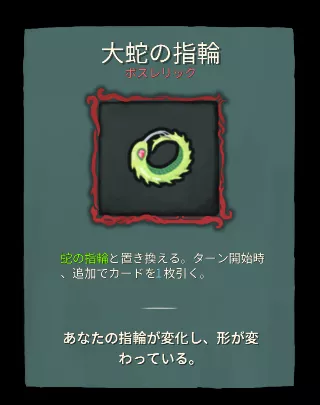 大蛇の指輪
ボスレリック
蛇の指輪と置き換える。ターン開始時
、追加でカードを1枚引く。
あなたの指輪が変化し、形が変
わっている。